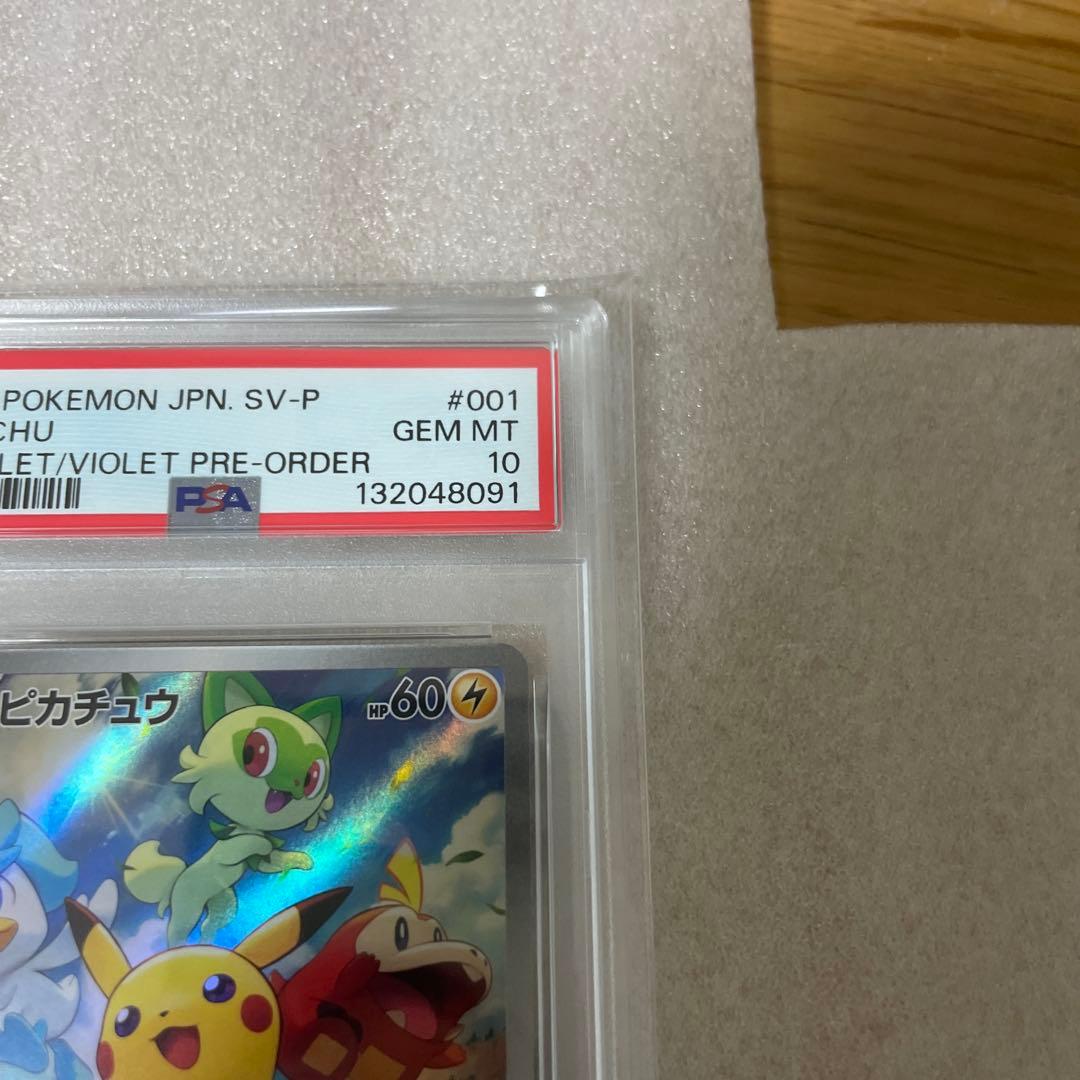 POKEMON JPN. SV-P #001
CHU GEM MT
LET/VIOLET PRE-ORDER 10
PSA 132048091
ピカチュウ HP60